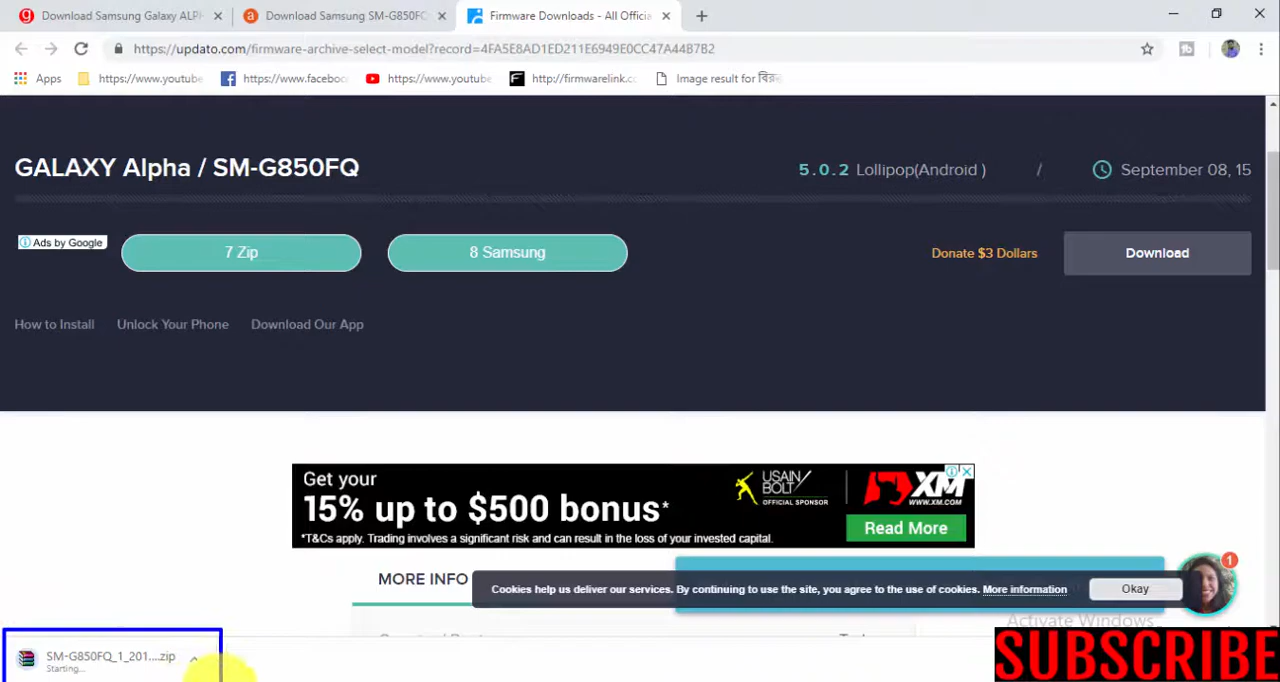 Download Samsung Galaxy ALPH
Download Samsung SM-G850FQ
Firmware Downloads - All Officia
https://updato.com/firmware-archive-select-model?record=4FA5E8AD1ED211E6949E0CC47A44B7B2
Apps
https://www.youtube
https://www.faceboo
https://www.youtube
http://firmwarelink.c
Image result for বিরহ
GALAXY Alpha / SM-G850FQ
5.0.2 Lollipop(Android )
/
September 08, 15
Ads by Google
7 Zip
8 Samsung
Donate $3 Dollars
Download
How to Install
Unlock Your Phone
Download Our App
Get your
15% up to $500 bonus*
*T&Cs apply. Trading involves a significant risk and can result in the loss of your invested capital.
USAIN
BOLT
OFFICIAL SPONSOR
XM
WWW.XM.COM
Read More
MORE INFO
Cookies help us deliver our services. By continuing to use the site, you agree to the use of cookies. More information
Okay
1
Activate Windows
SM-G850FQ_1_201....zip
Starting...
SUBSCRIBE